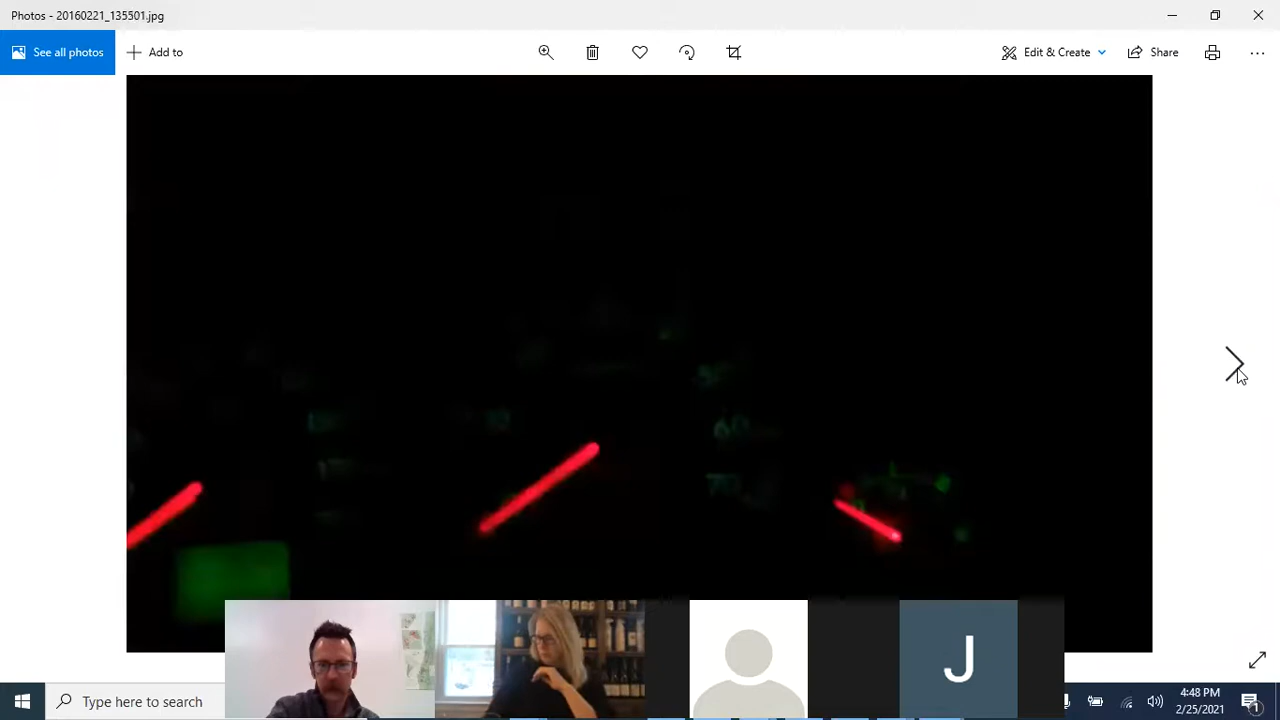 Photos - 20160221_135501.jpg
See all photos
Add to
Edit & Create
Share
J
Type here to search
4:48 PM
2/25/2021
1